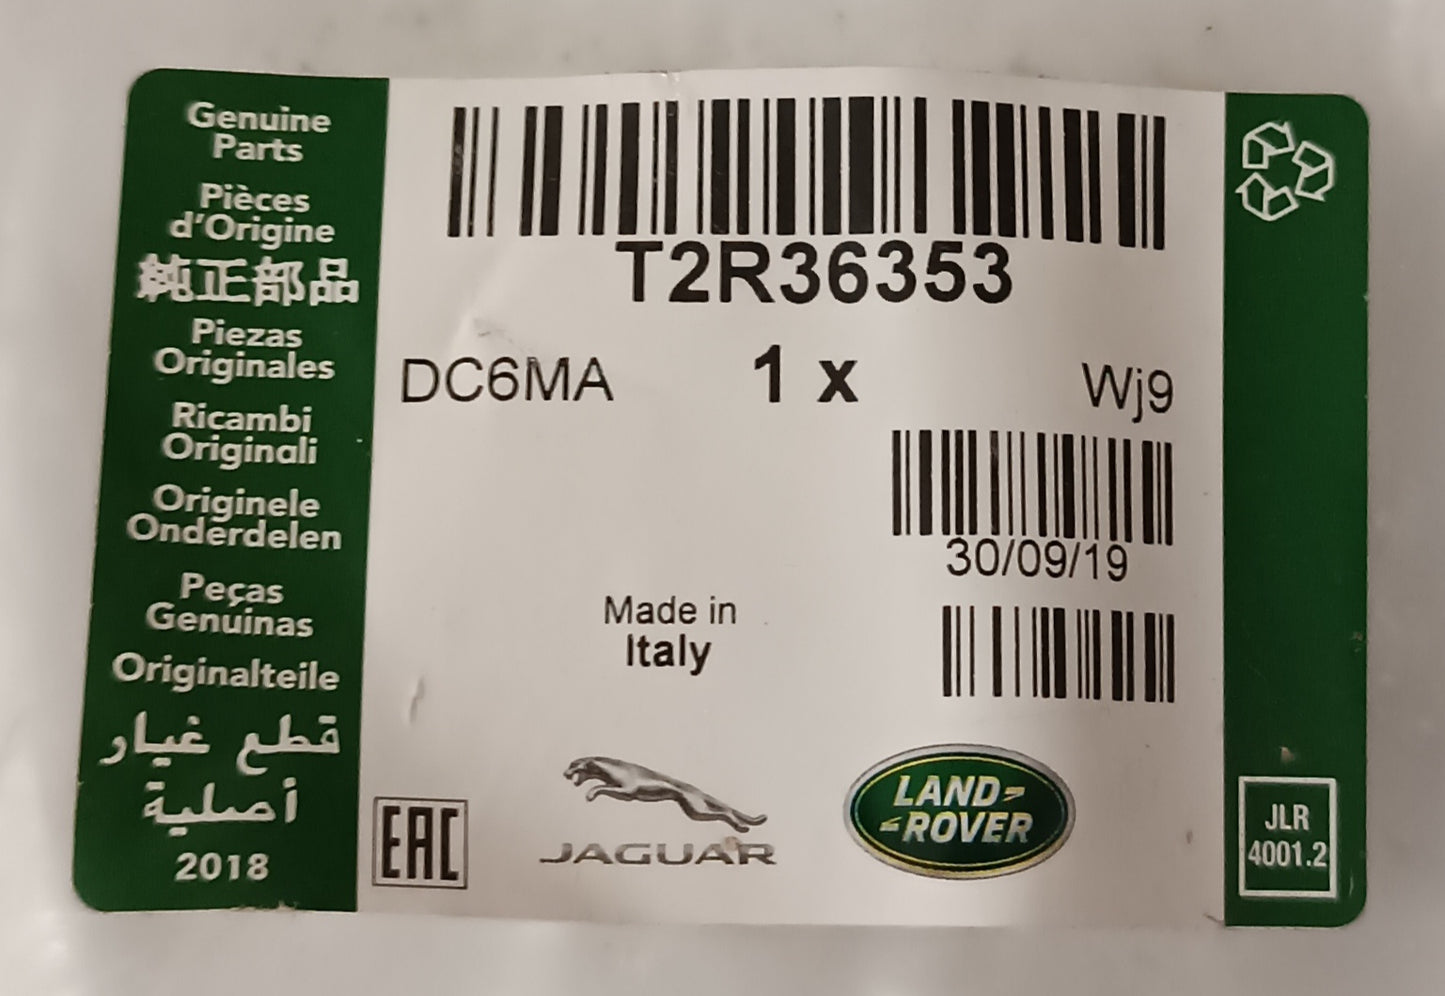 Genuine
Parts
Pièces
d'Origine
純正部品
Piezas
Originales
Ricambi
Originali
Originele
Onderdelen
Peças
Genuinas
Originalteile
قطع غيار
أصلية
2018
T2R36353
DC6MA 1 x Wj9
30/09/19
Made in
Italy
EAC
JAGUAR
LAND
ROVER
JLR
4001.2